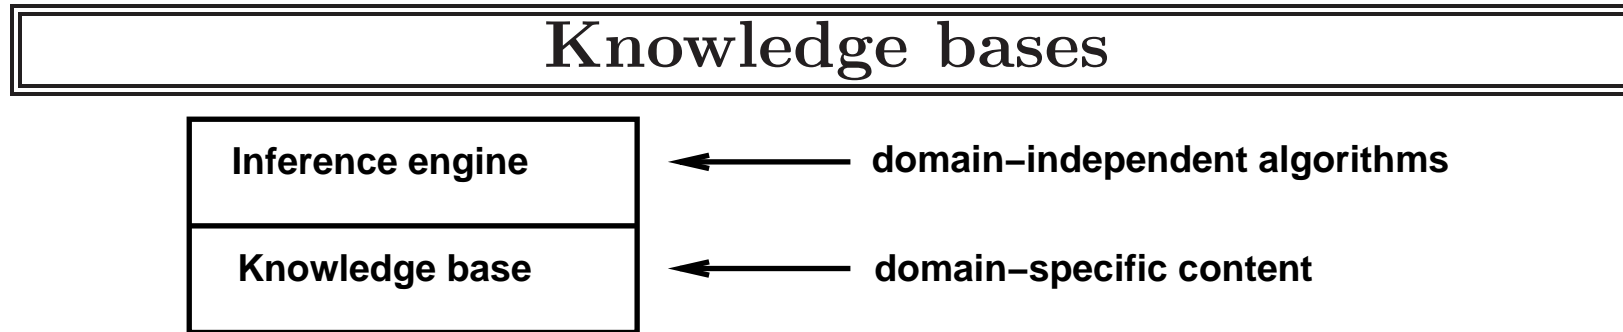 Knowledge bases
Inference engine
domain–independent algorithms
Knowledge base
domain–specific content